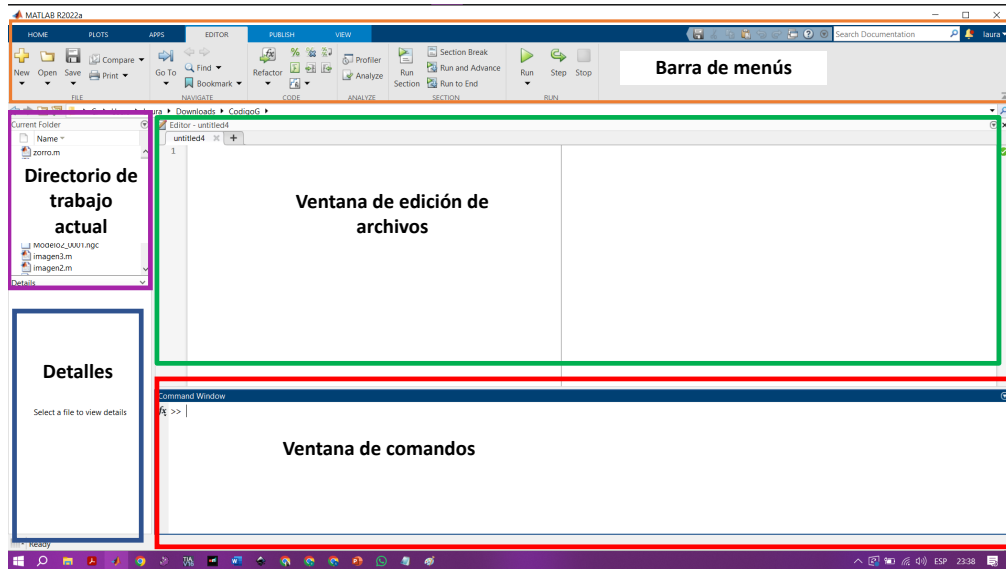 MATLAB R2022a
HOME PLOTS APPS EDITOR PUBLISH VIEW
Search Documentation
laura
New Open Save
Compare
Print
FILE
Go To
Find
Bookmark
NAVIGATE
Refactor
CODE
Profiler
Analyze
ANALYZE
Run Section
Section Break
Run and Advance
Run to End
SECTION
Run Step Stop
RUN
Barra de menús
Downloads CodigoG
Current Folder
Name
zorro.m
Directorio de
trabajo
actual
Modelo2_0001.ngc
imagen3.m
imagen2.m
Details
Editor - untitled4
untitled4
1
Ventana de edición de
archivos
Detalles
Select a file to view details
Command Window
fx >>
Ventana de comandos
Ready
ESP 23:38